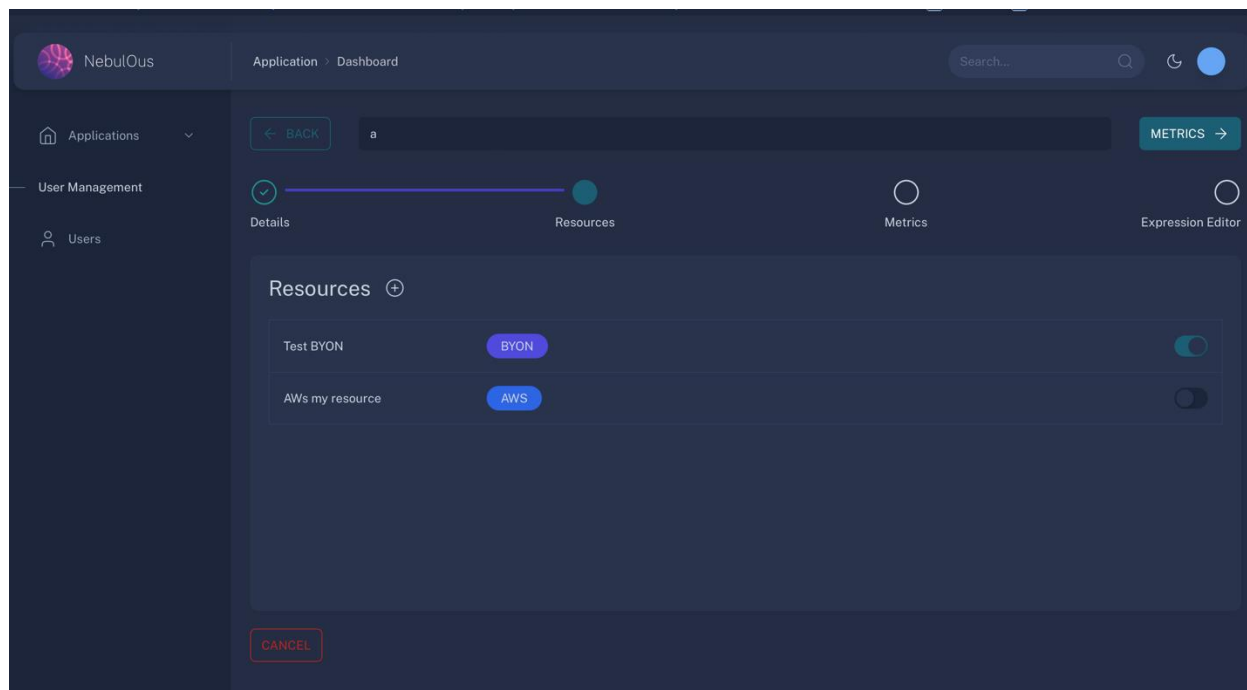 NebulOus
Application > Dashboard
Search...
Applications
← BACK
a
METRICS →
User Management
Users
Details
Resources
Metrics
Expression Editor
Resources
Test BYON
BYON
AWs my resource
AWS
CANCEL